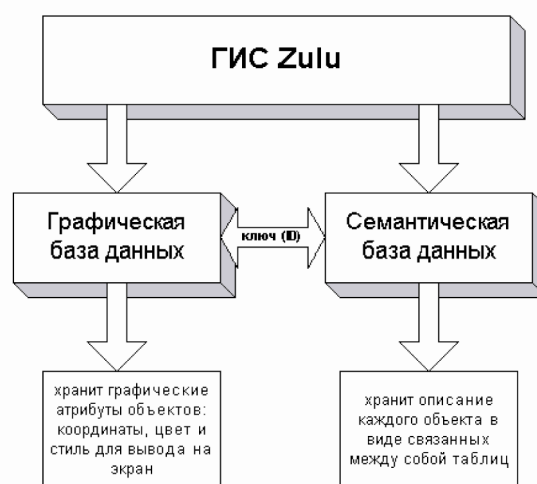 ГИС Zulu
Графическая
база данных
ключ (ID)
Семантическая
база данных
хранит графические
атрибуты объектов:
координаты, цвет и
стиль для вывода на
экран
хранит описание
каждого объекта в
виде связанных
между собой таблиц